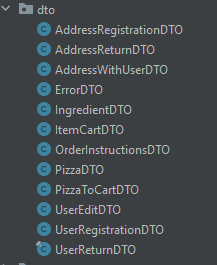 dto
AddressRegistrationDTO
AddressReturnDTO
AddressWithUserDTO
ErrorDTO
IngredientDTO
ItemCartDTO
OrderInstructionsDTO
PizzaDTO
PizzaToCartDTO
UserEditDTO
UserRegistrationDTO
UserReturnDTO